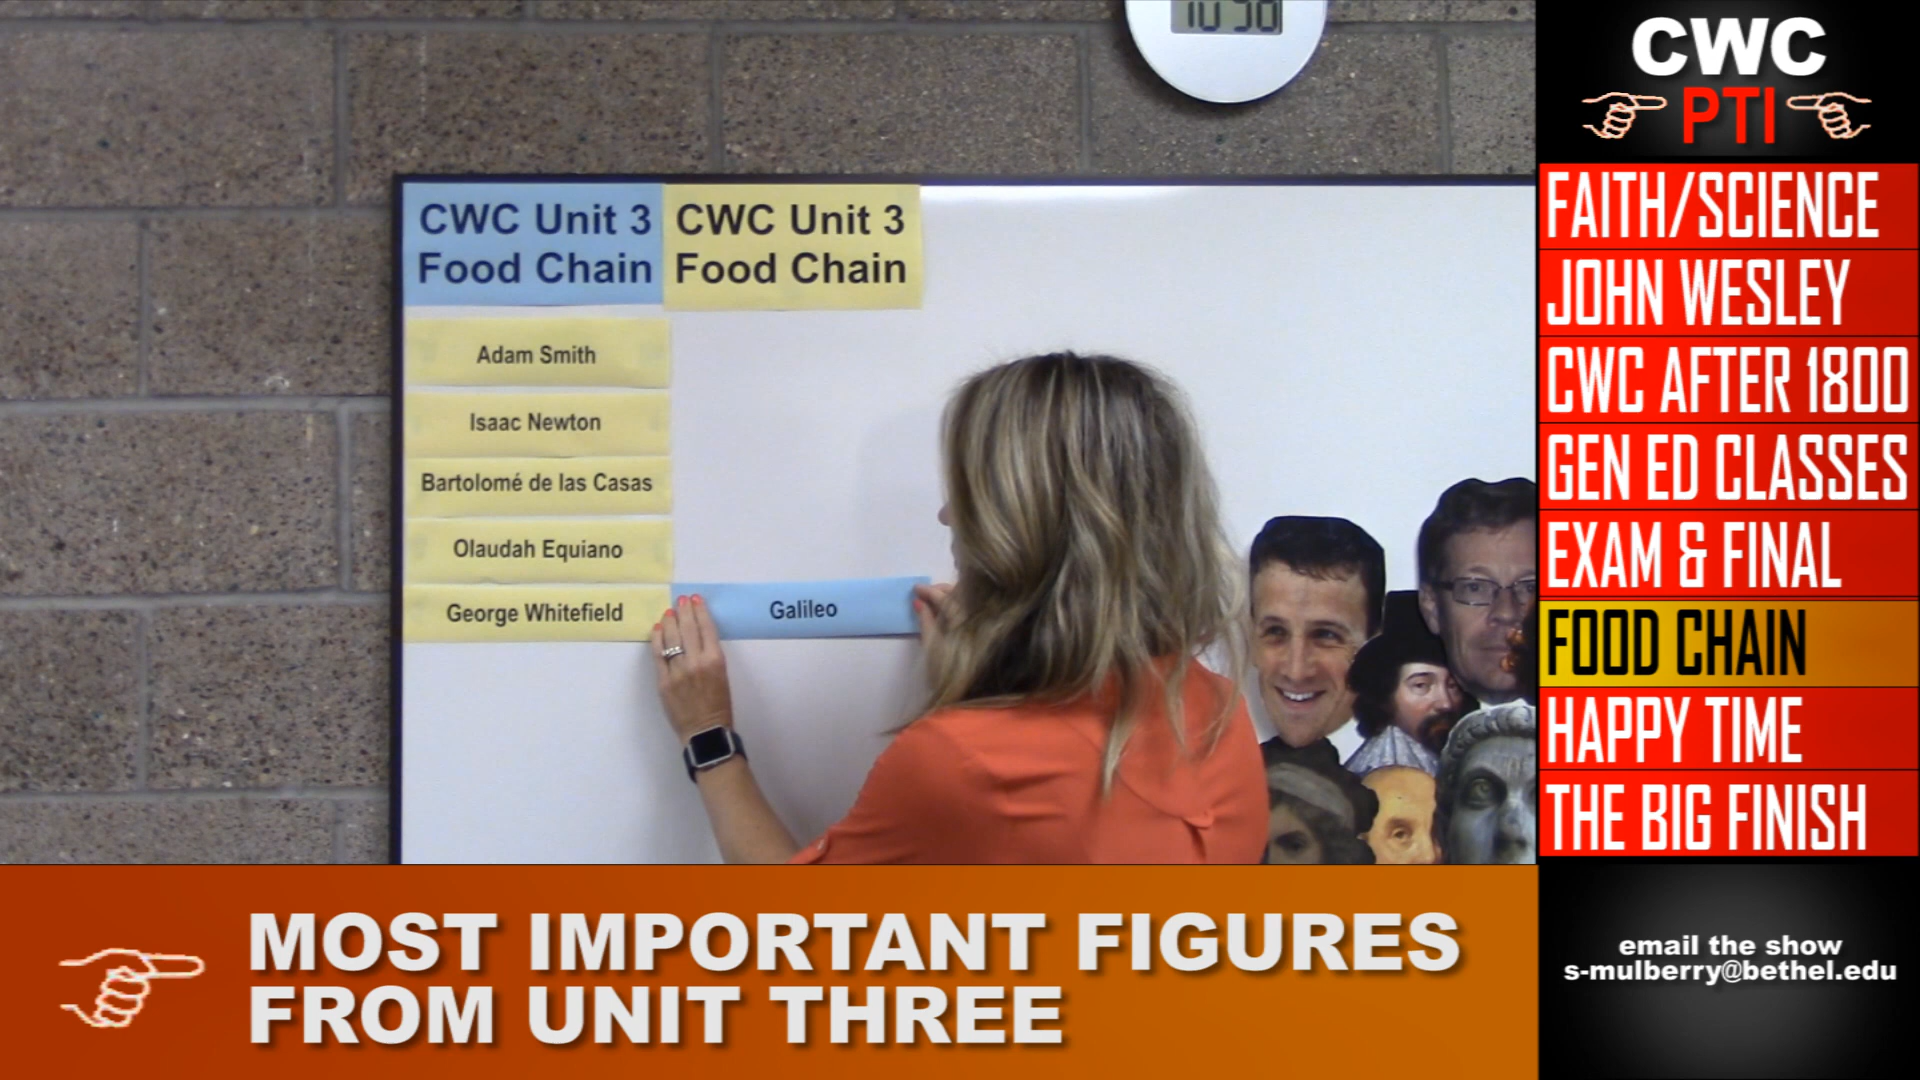 10 38
CWC Unit 3
Food Chain
CWC Unit 3
Food Chain
Adam Smith
Isaac Newton
Bartolomé de las Casas
Olaudah Equiano
George Whitefield
Galileo
CWC
PTI
FAITH/SCIENCE
JOHN WESLEY
CWC AFTER 1800
GEN ED CLASSES
EXAM & FINAL
FOOD CHAIN
HAPPY TIME
THE BIG FINISH
email the show
s-mulberry@bethel.edu
MOST IMPORTANT FIGURES
FROM UNIT THREE